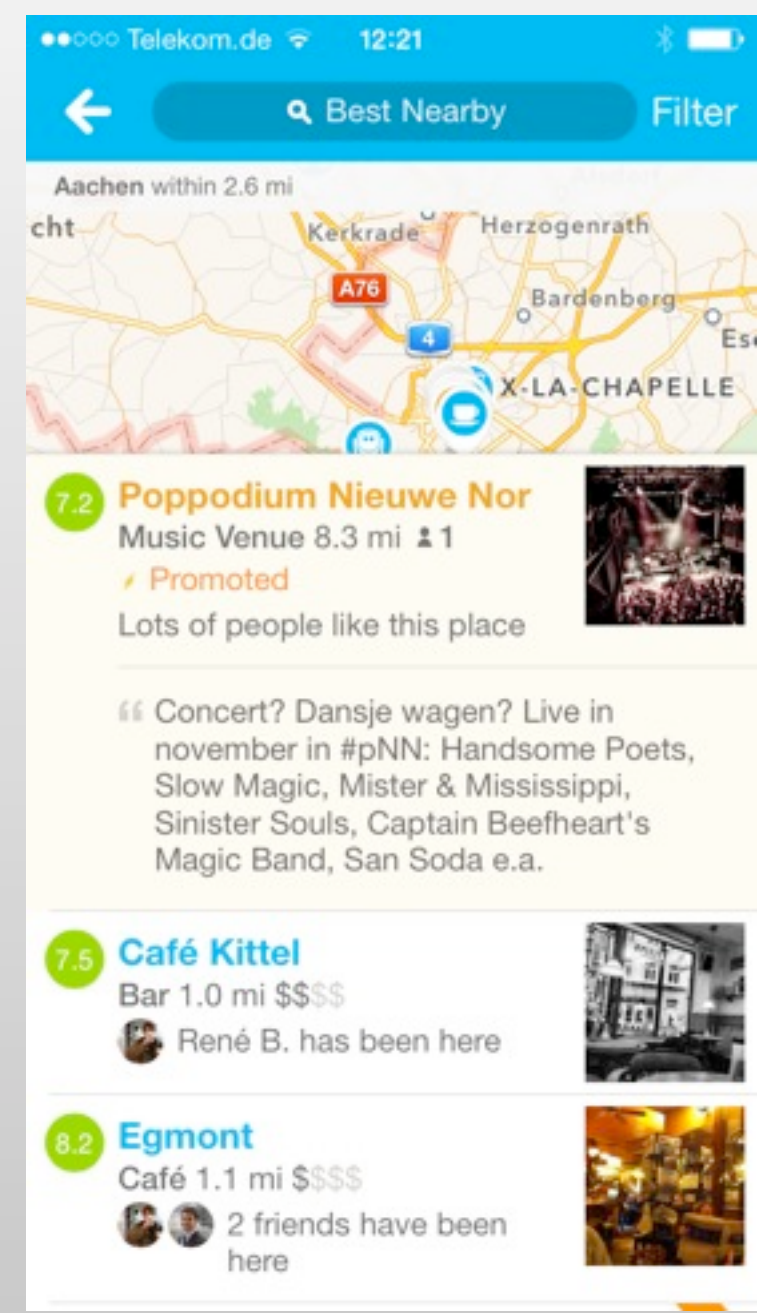 Telekom.de 12:21
Best Nearby Filter
Aachen within 2.6 mi
cht Kerkrade Herzogenrath
A76
Bardenberg
4 Ese
X-LA-CHAPELLE
7.2 Poppodium Nieuwe Nor
Music Venue 8.3 mi 1
Promoted
Lots of people like this place
“ Concert? Dansje wagen? Live in
november in #pNN: Handsome Poets,
Slow Magic, Mister & Mississippi,
Sinister Souls, Captain Beefheart's
Magic Band, San Soda e.a.
7.5 Café Kittel
Bar 1.0 mi $$$$
René B. has been here
8.2 Egmont
Café 1.1 mi $$$$
2 friends have been
here